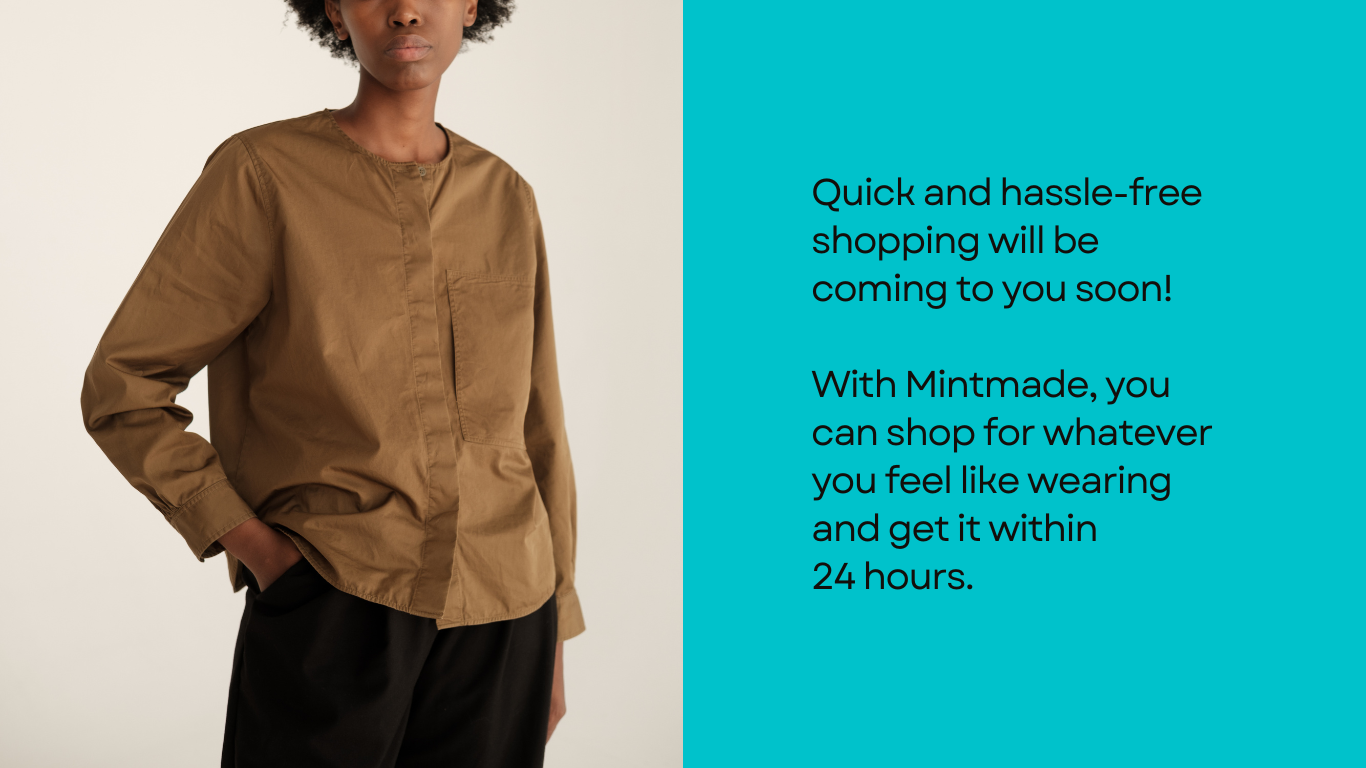 Quick and hassle-free
shopping will be
coming to you soon!
With Mintmade, you
can shop for whatever
you feel like wearing
and get it within
24 hours.